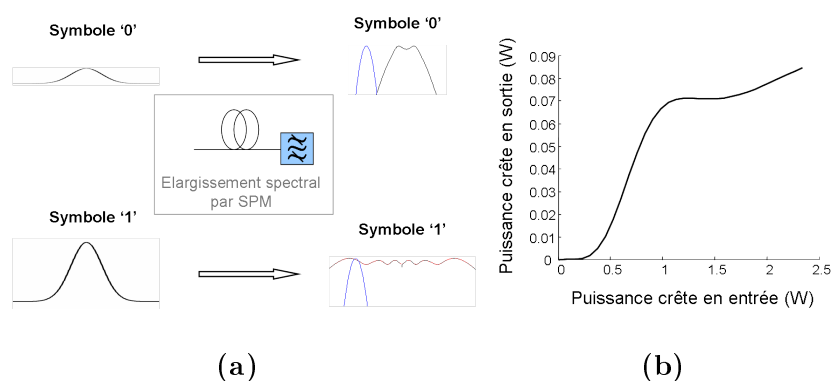 Symbole ‘0’
Symbole ‘0’
Elargissement spectral
par SPM
Symbole ‘1’
Symbole ‘1’
(a)
Puissance crête en sortie (W)
0.09
0.08
0.07
0.06
0.05
0.04
0.03
0.02
0.01
0
0 0.5 1 1.5 2 2.5
Puissance crête en entrée (W)
(b)